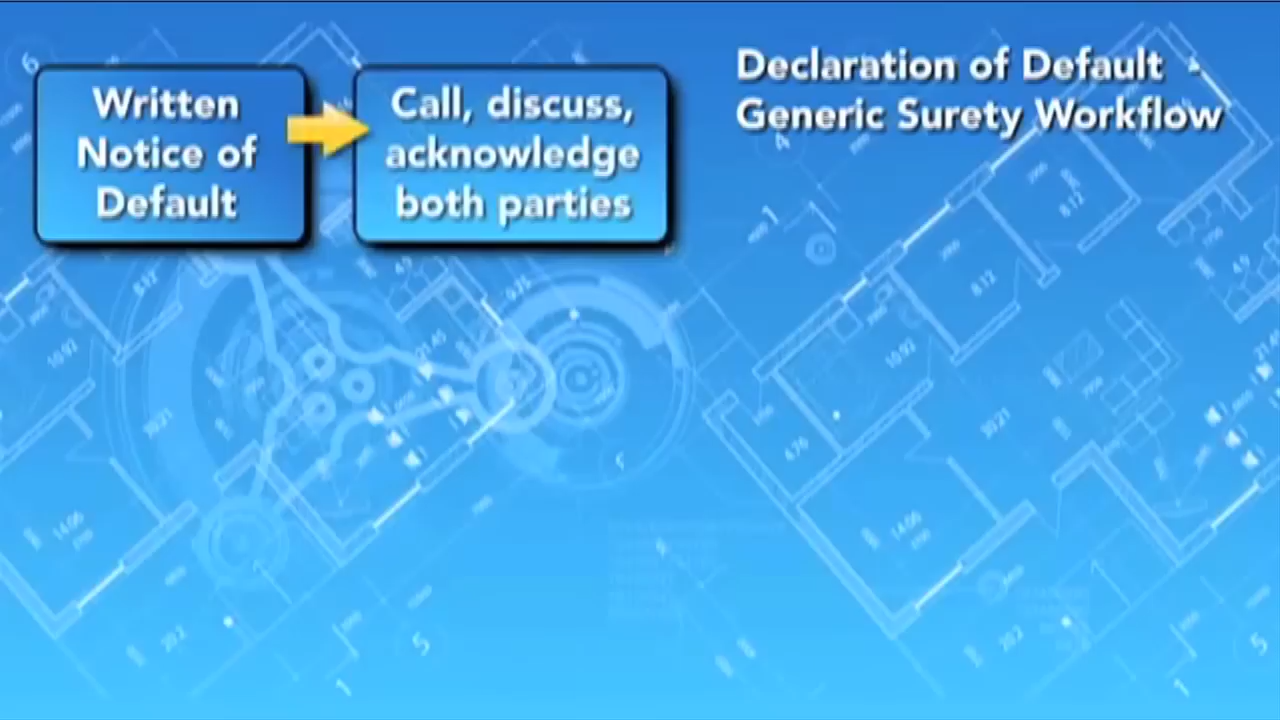 Written
Notice of
Default
Call, discuss,
acknowledge
both parties
Declaration of Default -
Generic Surety Workflow